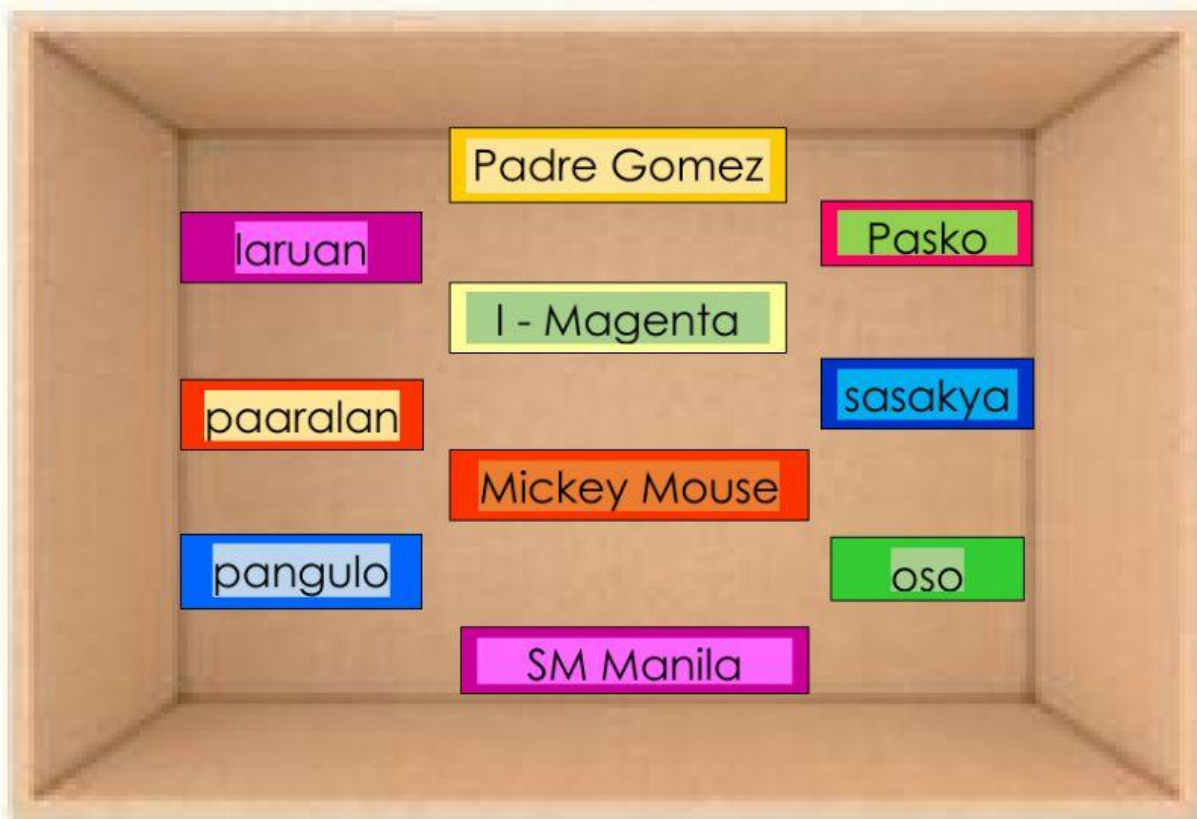 Padre Gomez
laruan
Pasko
I - Magenta
paaralan
sasakya
Mickey Mouse
pangulo
oso
SM Manila